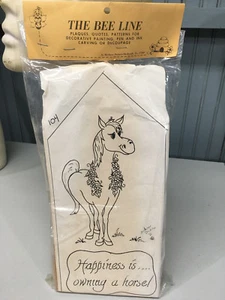 THE BEE LINE
PLAQUES QUOTES PATTERNS FOR
DECORATIVE PAINTING, PEN AND INK
CARVING OR DECOUPAGE
104
Happiness is....
owning a horse!